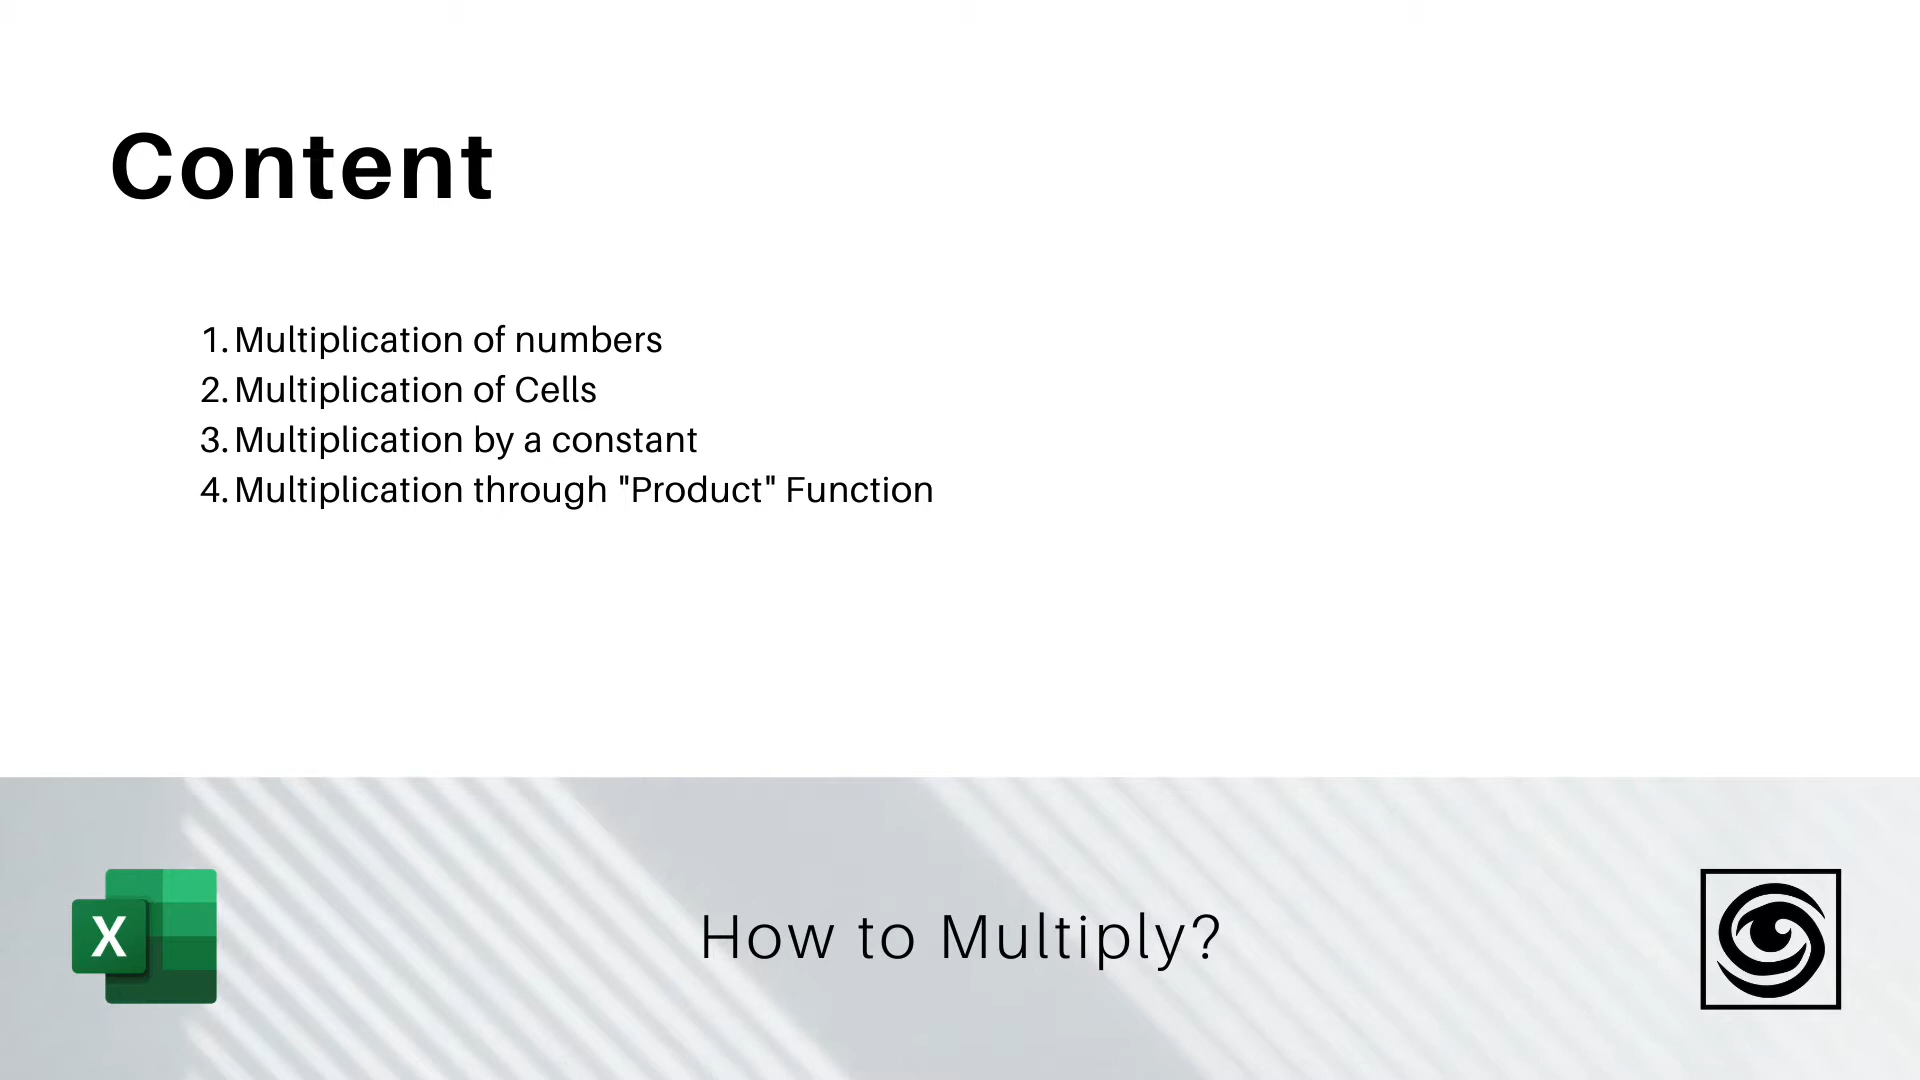 Content
1. Multiplication of numbers
2. Multiplication of Cells
3. Multiplication by a constant
4. Multiplication through "Product" Function
X
How to Multiply?